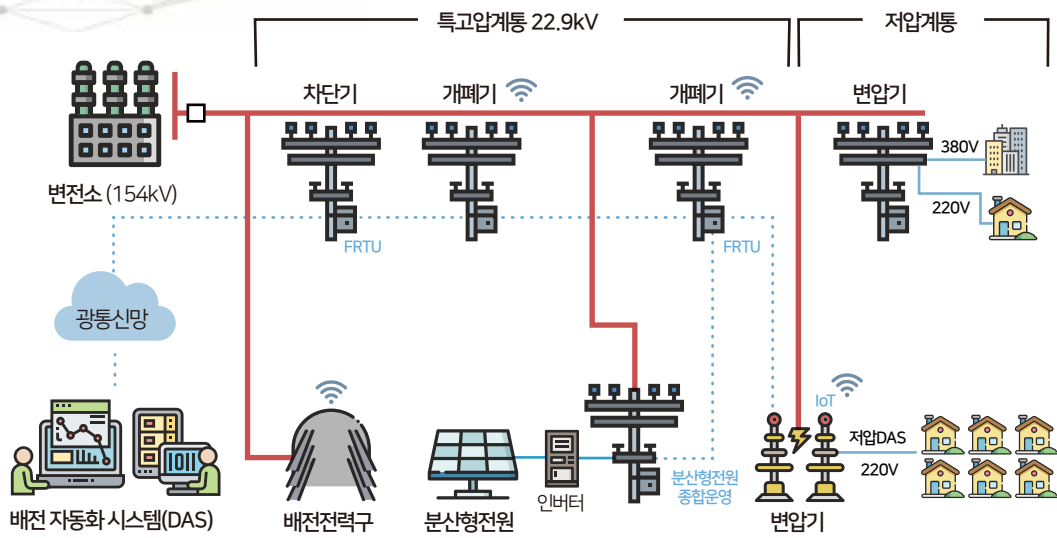 특고압계통 22.9kV
저압계통
차단기
개폐기
개폐기
변압기
380V
220V
변전소 (154kV)
FRTU
FRTU
광통신망
IoT
저압DAS
220V
분산형전원
종합운영
인버터
배전 자동화 시스템(DAS)
배전전력구
분산형전원
변압기